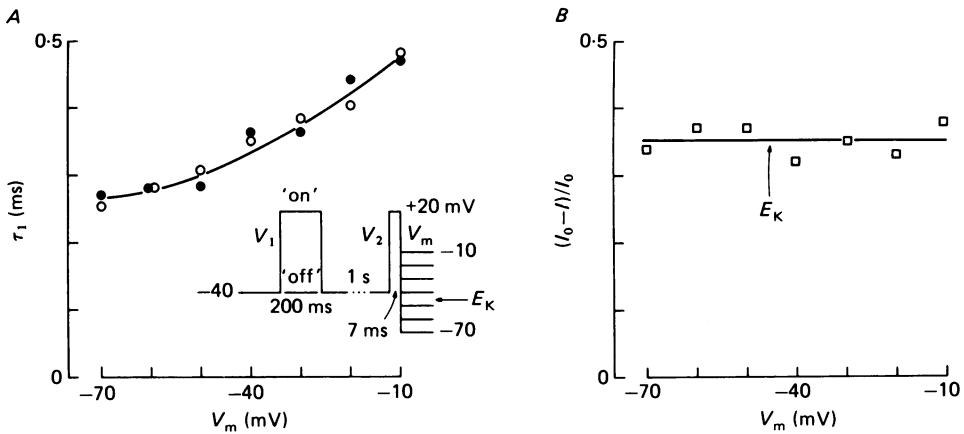 A
0·5
τ1 (ms)
0
−70
−40
−10
Vm (mV)
'on'
+20 mV
V1
V2
Vm
−10
'off'
1 s
−40
200 ms
EK
7 ms
−70
B
0·5
(I0−I)/I0
EK
0
−70
−40
−10
Vm (mV)